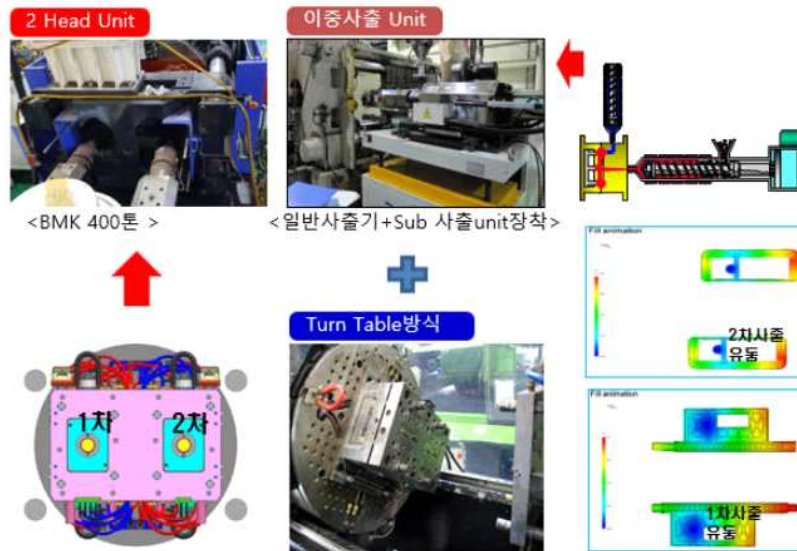 2 Head Unit
이중사출 Unit
<BMK 400톤 >
<일반사출기+Sub 사출unit장착>
Fill animation
2차사출
유동
Turn Table방식
1차
2차
Fill animation
1차사출
유동